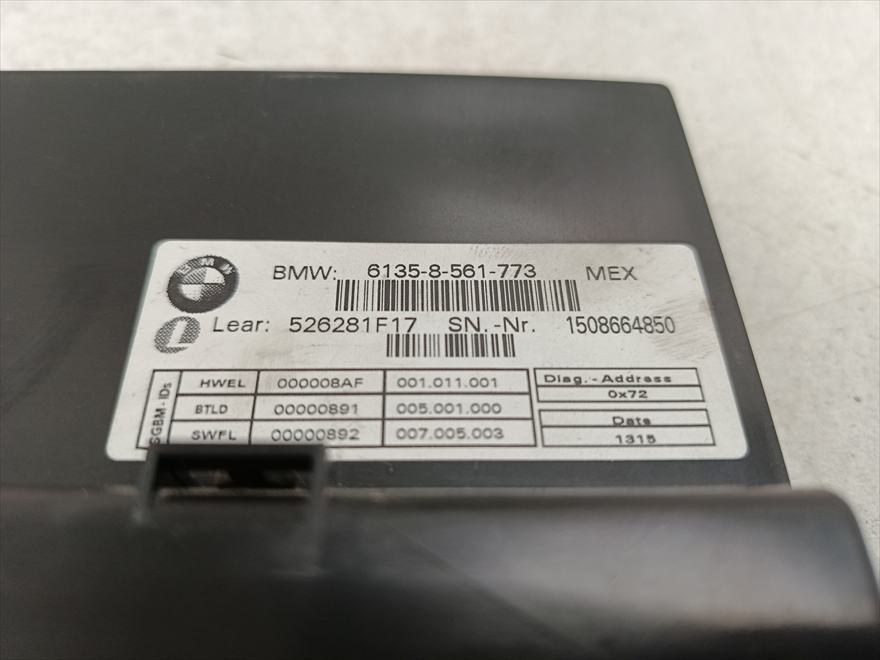 BMW
BMW: 6135-8-561-773 MEX
Lear: 526281F17 SN.-Nr. 1508664850
SGBM-IDs
HWEL 000008AF 001.011.001
BTLD 00000891 005.001.000
SWFL 00000892 007.005.003
Diag.-Address
0x72
Date
1315